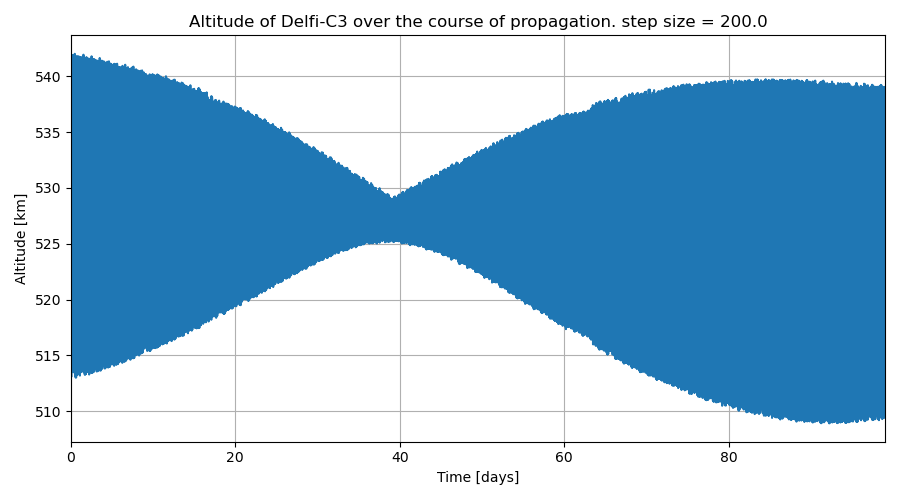 Altitude of Delfi-C3 over the course of propagation. step size = 200.0
540
535
530
525
520
515
510
Altitude [km]
0 20 40 60 80
Time [days]